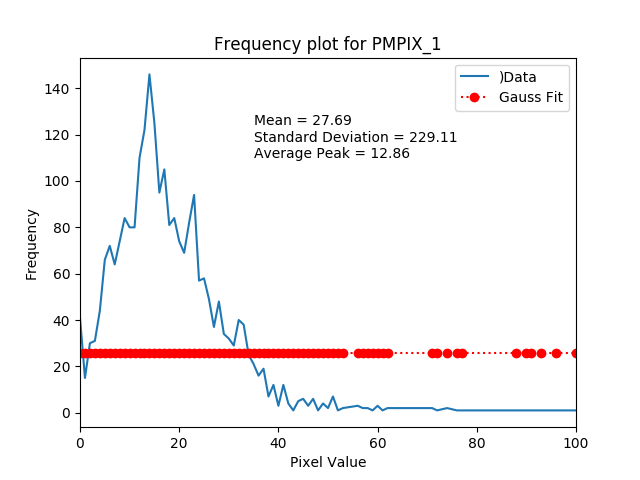 Frequency plot for PMPIX_1
)Data
Gauss Fit
Mean = 27.69
Standard Deviation = 229.11
Average Peak = 12.86
Frequency
140
120
100
80
60
40
20
0
0 20 40 60 80 100
Pixel Value